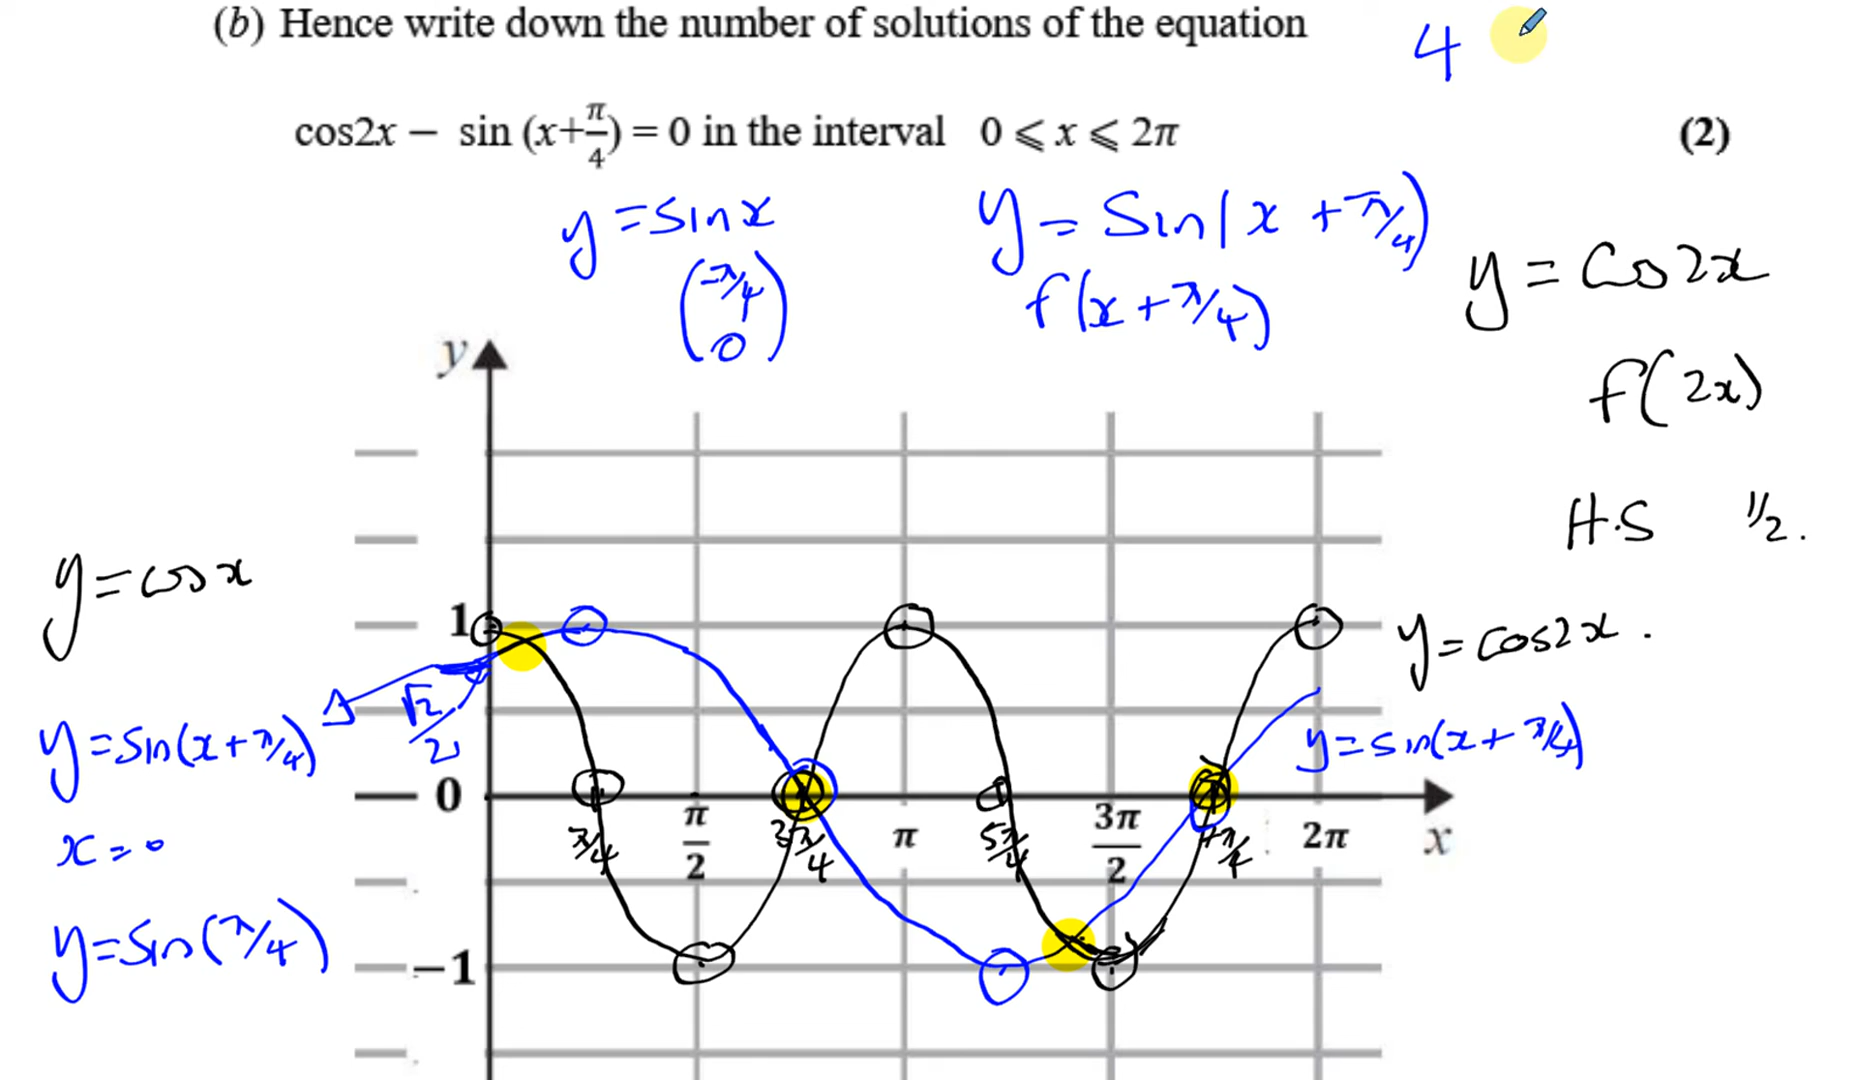 (b) Hence write down the number of solutions of the equation
4
cos2x − sin (x+π/4) = 0 in the interval 0 ⩽ x ⩽ 2π
(2)
y = sin x
(-π/4
0)
y = Sin(x + π/4)
f(x + π/4)
y = Cos2x
f(2x)
H.S 1/2.
y
y = cos x
1
y = cos2x.
√2/2
y = sin(x + π/4)
y = sin(x + π/4)
0
π/4
π/2
3π/4
π
5π/4
3π/2
7π/4
2π
x
x = 0
y = Sin(π/4)
−1